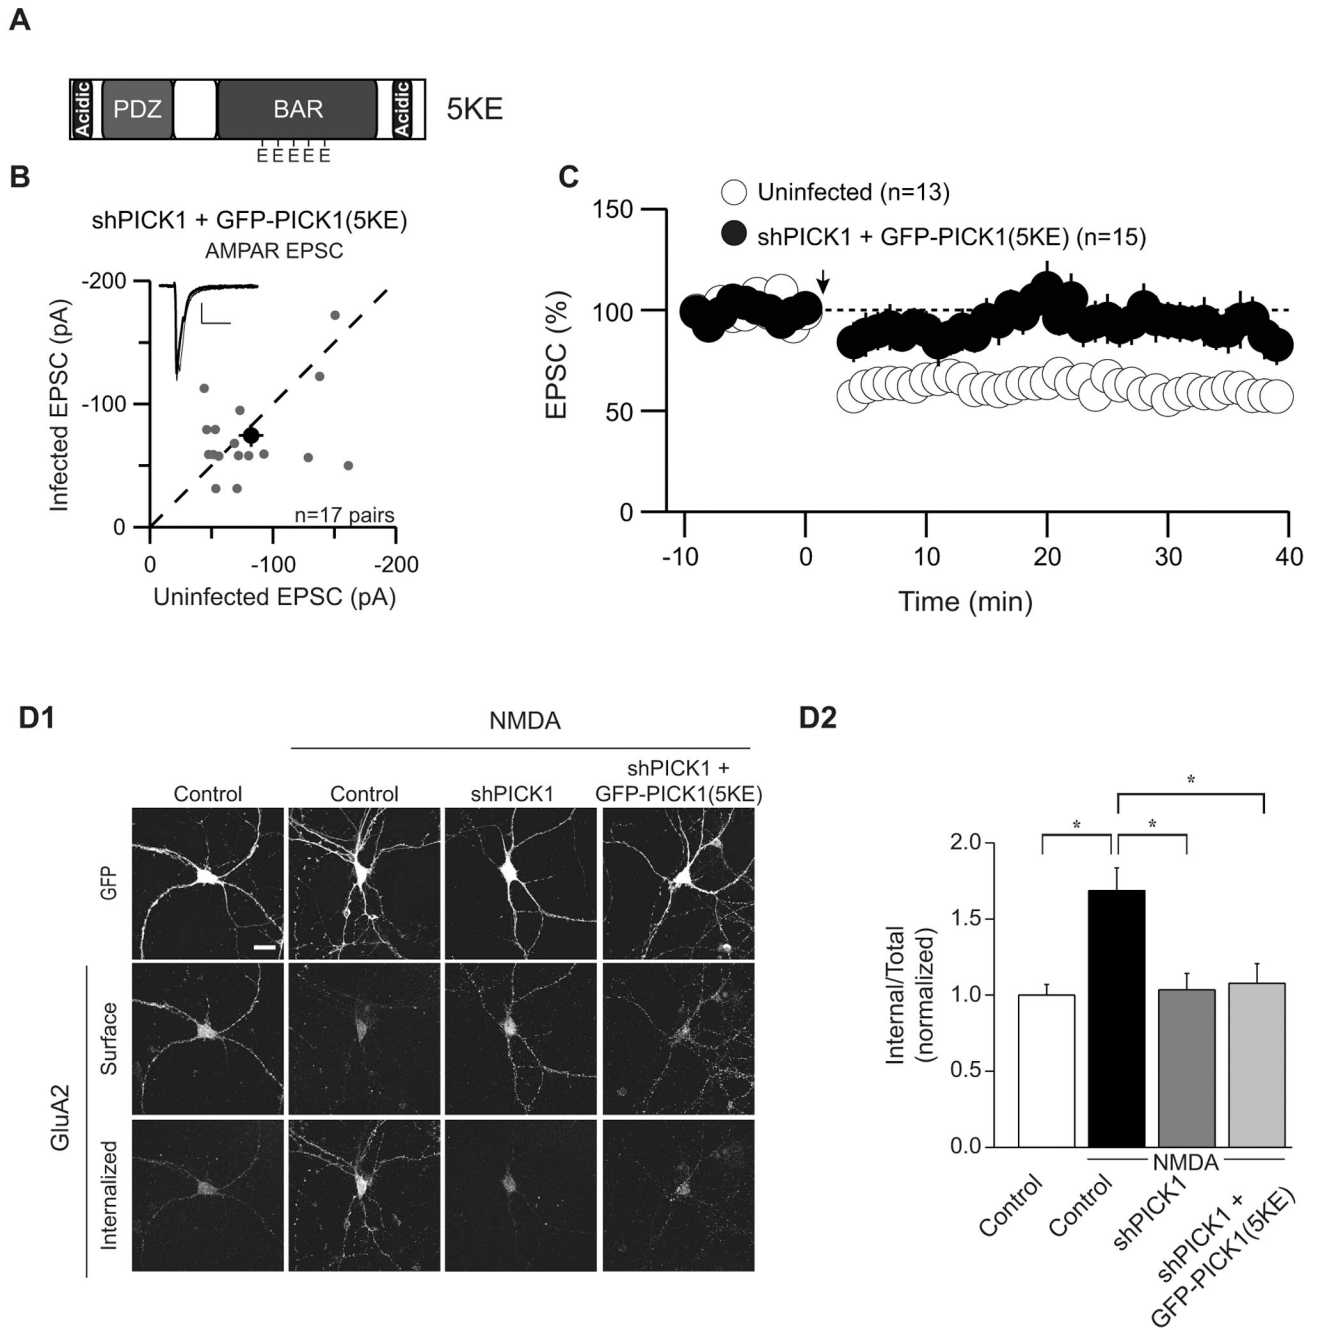 A
Acidic PDZ BAR Acidic 5KE
E E E E E
B
shPICK1 + GFP-PICK1(5KE)
AMPAR EPSC
Infected EPSC (pA)
-200
-100
0
n=17 pairs
0 -100 -200
Uninfected EPSC (pA)
C
Uninfected (n=13)
shPICK1 + GFP-PICK1(5KE) (n=15)
EPSC (%)
150
100
50
0
-10 0 10 20 30 40
Time (min)
D1
NMDA
Control Control shPICK1 shPICK1 +
GFP-PICK1(5KE)
GFP
GluA2
Surface
Internalized
D2
* * *
Internal/Total
(normalized)
2.0
1.5
1.0
0.5
0.0
NMDA
Control
Control
shPICK1
shPICK1 +
GFP-PICK1(5KE)